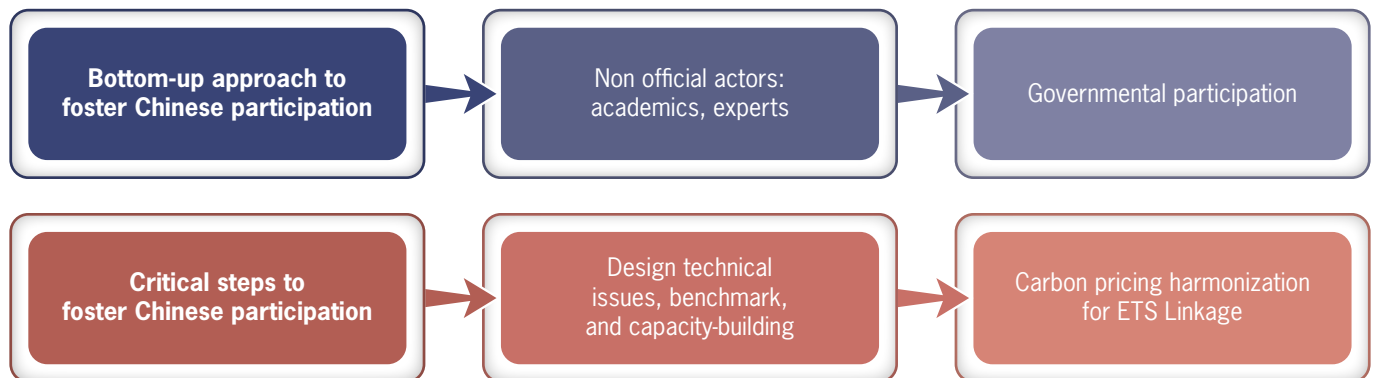 Bottom-up approach to
foster Chinese participation
Non official actors:
academics, experts
Governmental participation
Critical steps to
foster Chinese participation
Design technical
issues, benchmark,
and capacity-building
Carbon pricing harmonization
for ETS Linkage